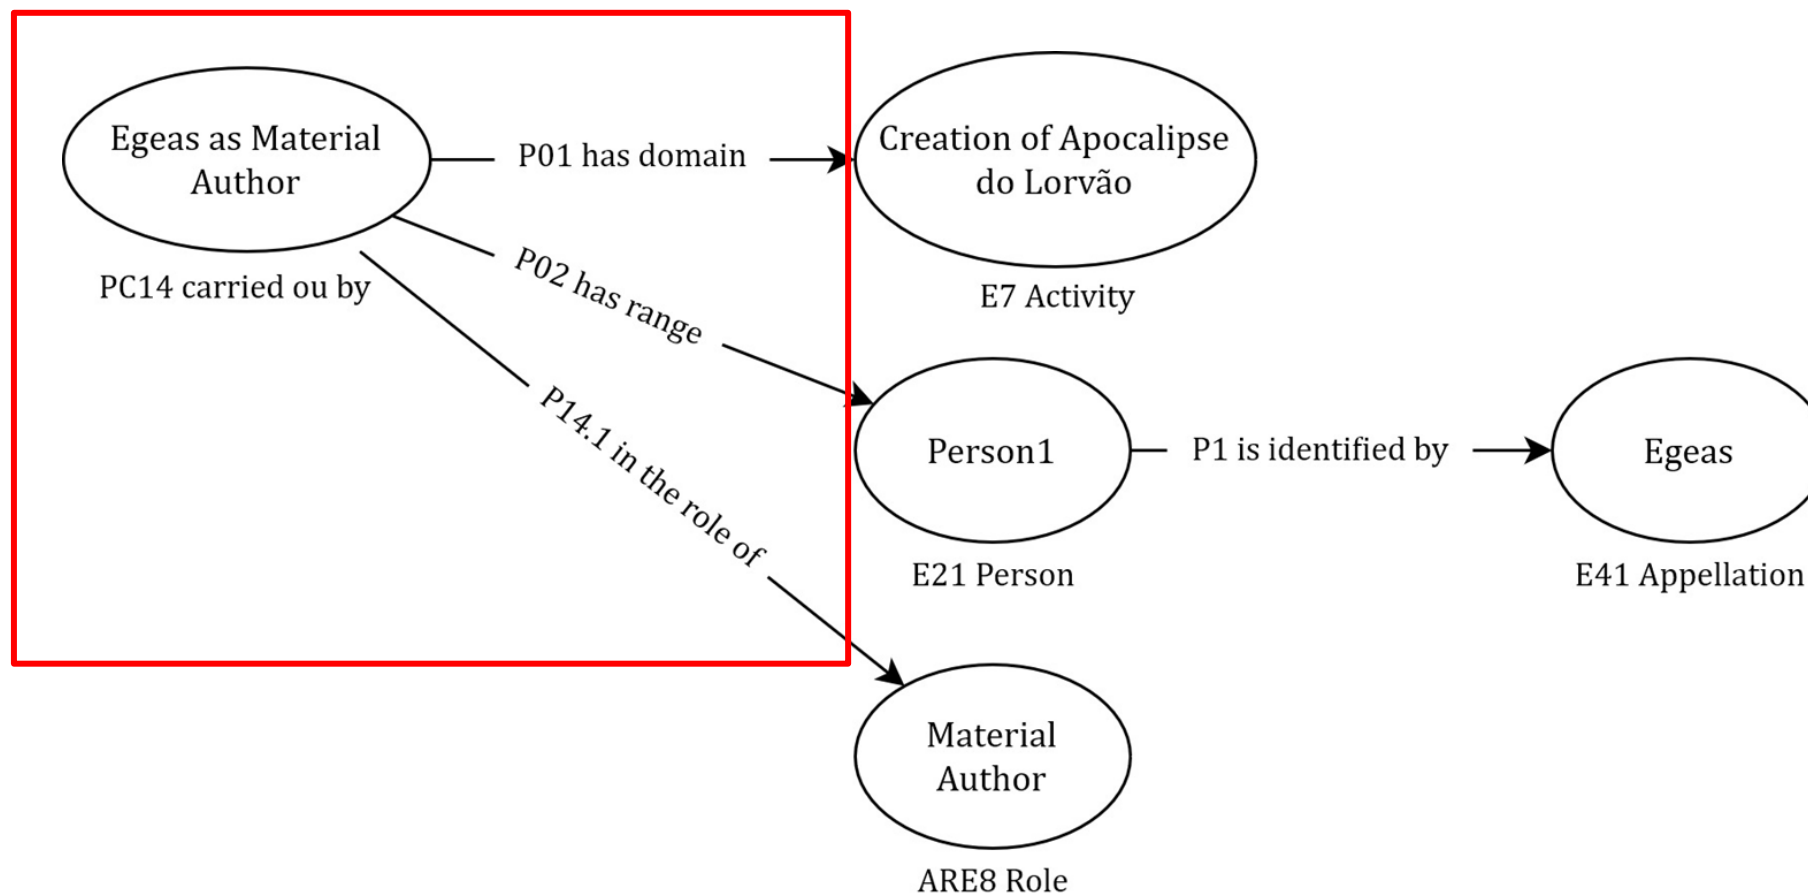 Egeas as Material
Author
PC14 carried ou by
P01 has domain
Creation of Apocalipse
do Lorvão
E7 Activity
P02 has range
Person1
E21 Person
P1 is identified by
Egeas
E41 Appellation
P14.1 in the role of
Material
Author
ARE8 Role